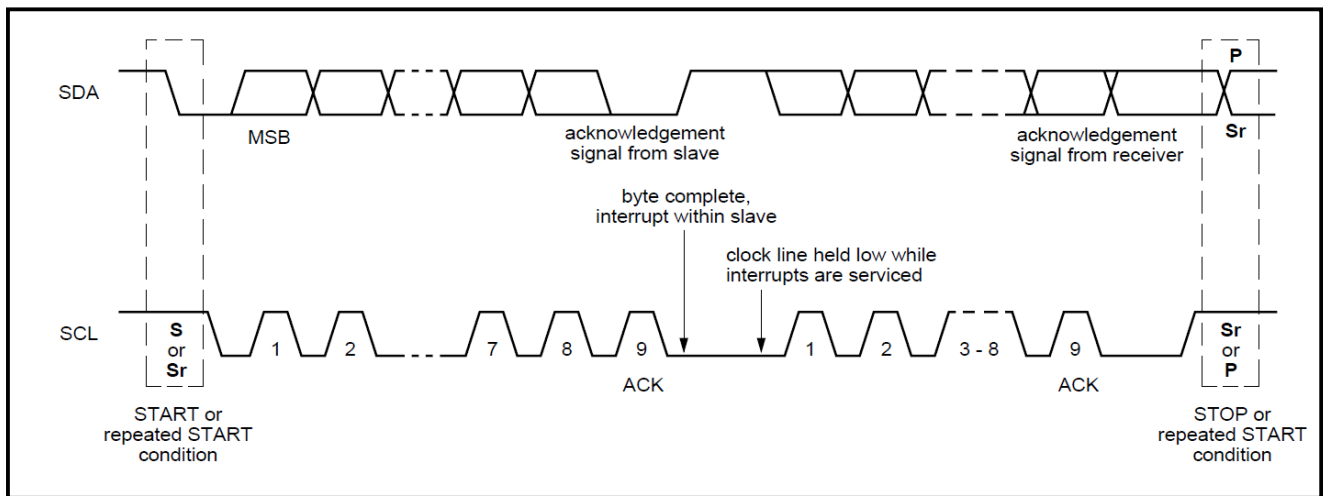 P
SDA
MSB
acknowledgement
signal from slave
acknowledgement
signal from receiver
Sr
byte complete,
interrupt within slave
clock line held low while
interrupts are serviced
SCL
S
or
Sr
1
2
7
8
9
1
2
3 - 8
9
Sr
or
P
ACK
ACK
START or
repeated START
condition
STOP or
repeated START
condition